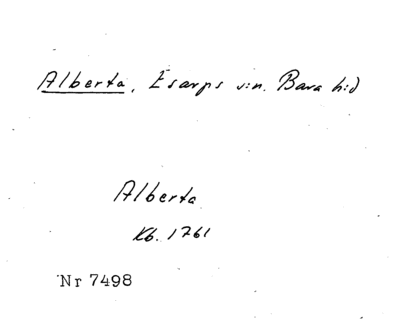 Alberta, Esarps s:n. Bara h:d
Alberta
Kb. 1761
Nr 7498